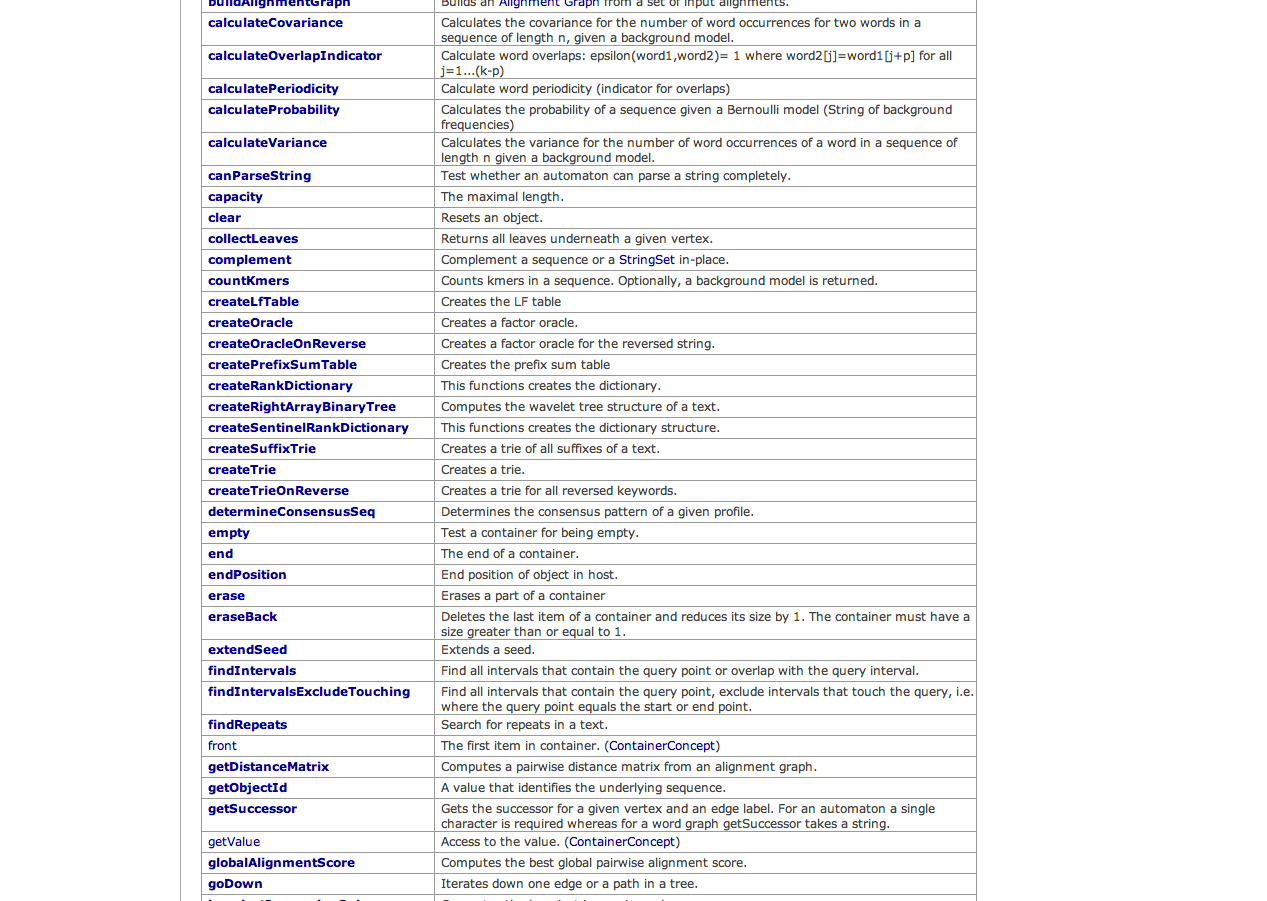 buildAlignmentGraph Builds an Alignment Graph from a set of input alignments.
calculateCovariance Calculates the covariance for the number of word occurrences for two words in a
sequence of length n, given a background model.
calculateOverlapIndicator Calculate word overlaps: epsilon(word1,word2)= 1 where word2[j]=word1[j+p] for all
j=1...(k-p)
calculatePeriodicity Calculate word periodicity (indicator for overlaps)
calculateProbability Calculates the probability of a sequence given a Bernoulli model (String of background
frequencies)
calculateVariance Calculates the variance for the number of word occurrences of a word in a sequence of
length n given a background model.
canParseString Test whether an automaton can parse a string completely.
capacity The maximal length.
clear Resets an object.
collectLeaves Returns all leaves underneath a given vertex.
complement Complement a sequence or a StringSet in-place.
countKmers Counts kmers in a sequence. Optionally, a background model is returned.
createLfTable Creates the LF table
createOracle Creates a factor oracle.
createOracleOnReverse Creates a factor oracle for the reversed string.
createPrefixSumTable Creates the prefix sum table
createRankDictionary This functions creates the dictionary.
createRightArrayBinaryTree Computes the wavelet tree structure of a text.
createSentinelRankDictionary This functions creates the dictionary structure.
createSuffixTrie Creates a trie of all suffixes of a text.
createTrie Creates a trie.
createTrieOnReverse Creates a trie for all reversed keywords.
determineConsensusSeq Determines the consensus pattern of a given profile.
empty Test a container for being empty.
end The end of a container.
endPosition End position of object in host.
erase Erases a part of a container
eraseBack Deletes the last item of a container and reduces its size by 1. The container must have a
size greater than or equal to 1.
extendSeed Extends a seed.
findIntervals Find all intervals that contain the query point or overlap with the query interval.
findIntervalsExcludeTouching Find all intervals that contain the query point, exclude intervals that touch the query, i.e.
where the query point equals the start or end point.
findRepeats Search for repeats in a text.
front The first item in container. (ContainerConcept)
getDistanceMatrix Computes a pairwise distance matrix from an alignment graph.
getObjectId A value that identifies the underlying sequence.
getSuccessor Gets the successor for a given vertex and an edge label. For an automaton a single
character is required whereas for a word graph getSuccessor takes a string.
getValue Access to the value. (ContainerConcept)
globalAlignmentScore Computes the best global pairwise alignment score.
goDown Iterates down one edge or a path in a tree.